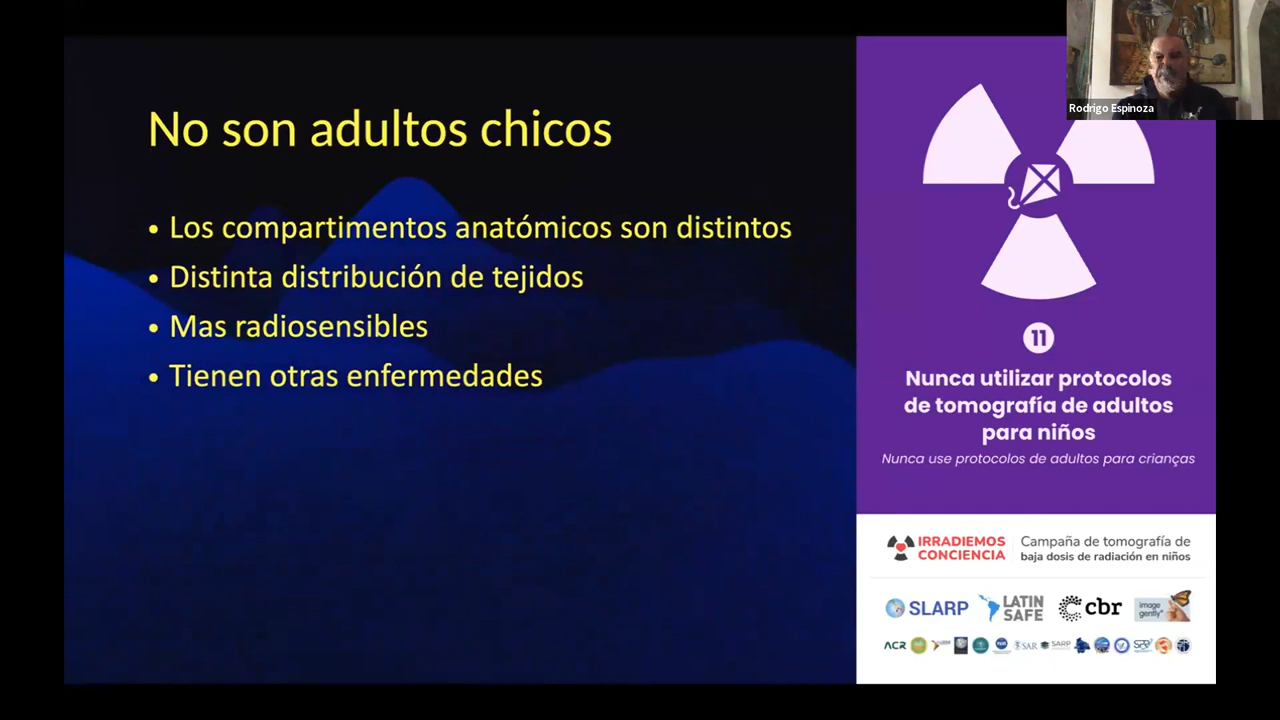 Rodrigo Espinoza
No son adultos chicos
• Los compartimentos anatómicos son distintos
• Distinta distribución de tejidos
• Mas radiosensibles
• Tienen otras enfermedades
11
Nunca utilizar protocolos
de tomografía de adultos
para niños
Nunca use protocolos de adultos para crianças
IRRADIEMOS
CONCIENCIA
Campaña de tomografía de
baja dosis de radiación en niños
SLARP
LATIN
SAFE
cbr
image
gently
ACR
SAR
SARP